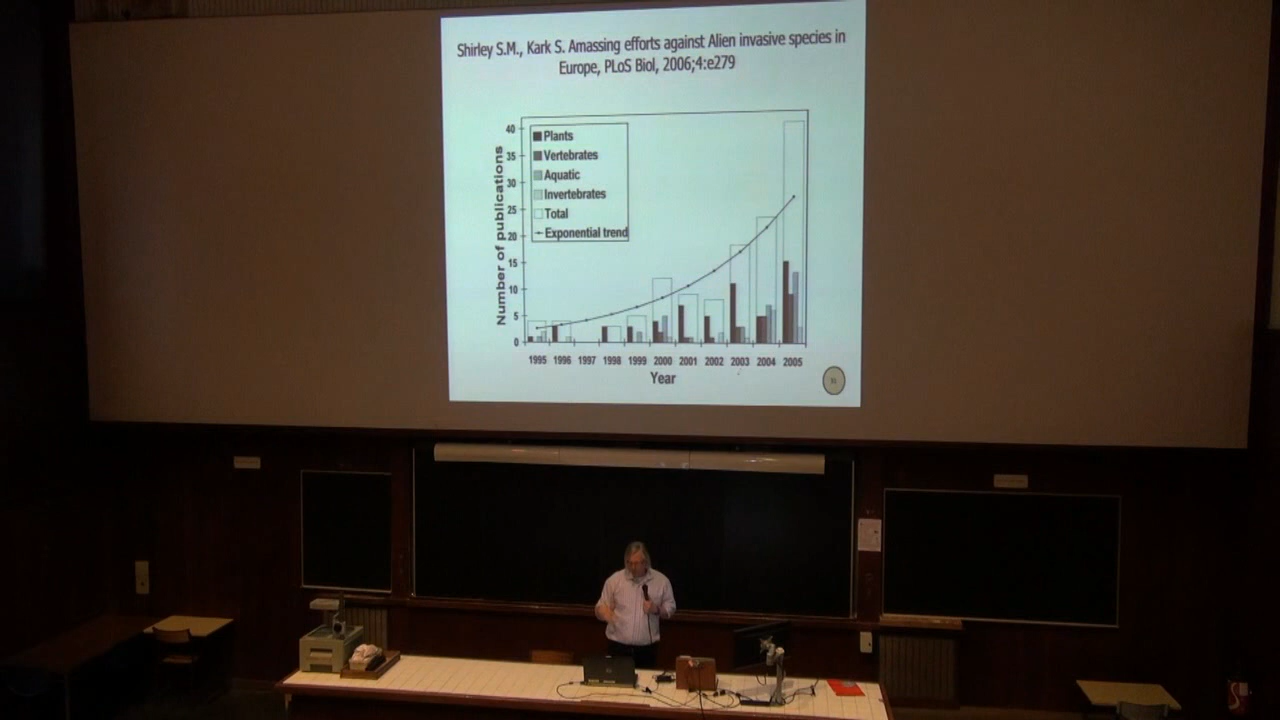 Shirley S.M., Kark S. Amassing efforts against Alien invasive species in
Europe, PLoS Biol, 2006;4:e279
Number of publications
40
35
30
25
20
15
10
5
0
Plants
Vertebrates
Aquatic
Invertebrates
Total
Exponential trend
1995 1996 1997 1998 1999 2000 2001 2002 2003 2004 2005
Year